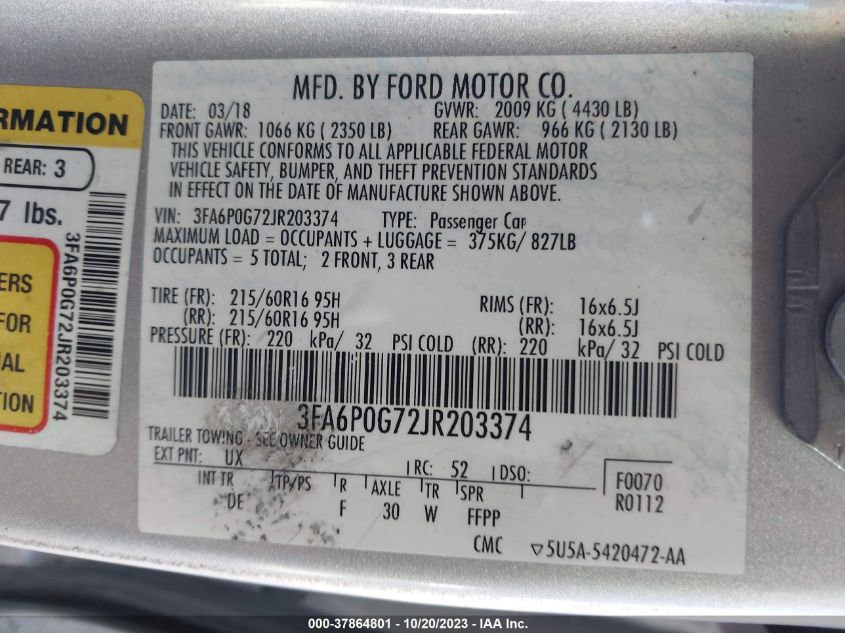 RMATION
REAR: 3
7 lbs.
ERS
FOR
AL
TION
3FA6P0G72JR203374
MFD. BY FORD MOTOR CO.
DATE: 03/18 GVWR: 2009 KG ( 4430 LB)
FRONT GAWR: 1066 KG ( 2350 LB) REAR GAWR: 966 KG ( 2130 LB)
THIS VEHICLE CONFORMS TO ALL APPLICABLE FEDERAL MOTOR
VEHICLE SAFETY, BUMPER, AND THEFT PREVENTION STANDARDS
IN EFFECT ON THE DATE OF MANUFACTURE SHOWN ABOVE.
VIN: 3FA6P0G72JR203374 TYPE: Passenger Car
MAXIMUM LOAD = OCCUPANTS + LUGGAGE = 375KG/ 827LB
OCCUPANTS = 5 TOTAL; 2 FRONT, 3 REAR
TIRE (FR): 215/60R16 95H RIMS (FR): 16x6.5J
(RR): 215/60R16 95H (RR): 16x6.5J
PRESSURE (FR): 220 kPa/ 32 PSI COLD (RR): 220 kPa/ 32 PSI COLD
3FA6P0G72JR203374
TRAILER TOWING - SEE OWNER GUIDE
EXT PNT: UX RC: 52 DSO: F0070
INT TR TP/PS R AXLE TR SPR R0112
DE F 30 W FFPP
CMC ▽5U5A-5420472-AA
000-37864801 - 10/20/2023 - IAA Inc.